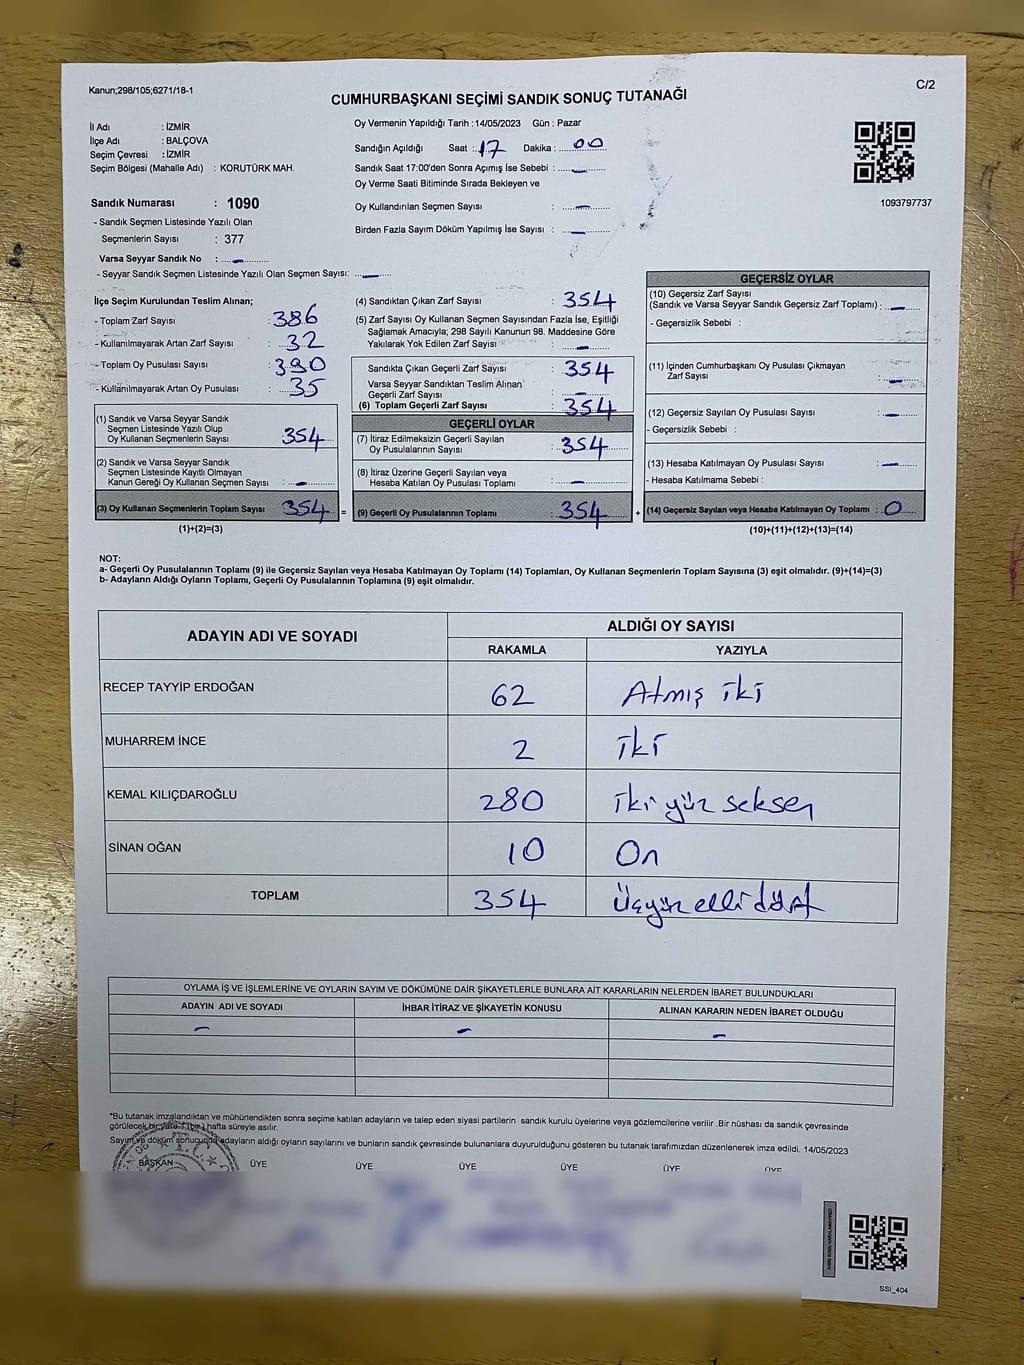 Kanun;298/105;6271/18-1
C/2
CUMHURBAŞKANI SEÇİMİ SANDIK SONUÇ TUTANAĞI
İl Adı : İZMİR
İlçe Adı : BALÇOVA
Seçim Çevresi : İZMİR
Seçim Bölgesi (Mahalle Adı) : KORUTÜRK MAH.
Oy Vermenin Yapıldığı Tarih :14/05/2023 Gün : Pazar
Sandığın Açıldığı Saat : 17 Dakika : 00
Sandık Saat 17:00'den Sonra Açımış İse Sebebi : —
Oy Verme Saati Bitiminde Sırada Bekleyen ve
Oy Kullandırılan Seçmen Sayısı : —
Birden Fazla Sayım Döküm Yapılmış İse Sayısı : —
1093797737
Sandık Numarası : 1090
- Sandık Seçmen Listesinde Yazılı Olan
Seçmenlerin Sayısı : 377
Varsa Seyyar Sandık No : —
- Seyyar Sandık Seçmen Listesinde Yazılı Olan Seçmen Sayısı: —
İlçe Seçim Kurulundan Teslim Alınan;
- Toplam Zarf Sayısı : 386
- Kullanılmayarak Artan Zarf Sayısı : 32
- Toplam Oy Pusulası Sayısı : 390
- Kullanılmayarak Artan Oy Pusulası : 35
(1) Sandık ve Varsa Seyyar Sandık
Seçmen Listesinde Yazılı Olup
Oy Kullanan Seçmenlerin Sayısı : 354
(2) Sandık ve Varsa Seyyar Sandık
Seçmen Listesinde Kayıtlı Olmayan
Kanun Gereği Oy Kullanan Seçmen Sayısı : —
(3) Oy Kullanan Seçmenlerin Toplam Sayısı : 354 =
(1)+(2)=(3)
(4) Sandıktan Çıkan Zarf Sayısı : 354
(5) Zarf Sayısı Oy Kullanan Seçmen Sayısından Fazla İse, Eşitliği
Sağlamak Amacıyla; 298 Sayılı Kanunun 98. Maddesine Göre
Yakılarak Yok Edilen Zarf Sayısı : —
Sandıkta Çıkan Geçerli Zarf Sayısı : 354
Varsa Seyyar Sandıktan Teslim Alınan
Geçerli Zarf Sayısı : —
(6) Toplam Geçerli Zarf Sayısı : 354
GEÇERLİ OYLAR
(7) İtiraz Edilmeksizin Geçerli Sayılan
Oy Pusulalarının Sayısı : 354
(8) İtiraz Üzerine Geçerli Sayılan veya
Hesaba Katılan Oy Pusulası Toplamı : —
(9) Geçerli Oy Pusulalarının Toplamı : 354 +
GEÇERSİZ OYLAR
(10) Geçersiz Zarf Sayısı
(Sandık ve Varsa Seyyar Sandık Geçersiz Zarf Toplamı) : —
- Geçersizlik Sebebi :
(11) İçinden Cumhurbaşkanı Oy Pusulası Çıkmayan
Zarf Sayısı : —
(12) Geçersiz Sayılan Oy Pusulası Sayısı : —
- Geçersizlik Sebebi :
(13) Hesaba Katılmayan Oy Pusulası Sayısı : —
- Hesaba Katılmama Sebebi :
(14) Geçersiz Sayılan veya Hesaba Katılmayan Oy Toplamı : 0
(10)+(11)+(12)+(13)=(14)
NOT:
a- Geçerli Oy Pusulalarının Toplamı (9) ile Geçersiz Sayılan veya Hesaba Katılmayan Oy Toplamı (14) Toplamları, Oy Kullanan Seçmenlerin Toplam Sayısına (3) eşit olmalıdır. (9)+(14)=(3)
b- Adayların Aldığı Oyların Toplamı, Geçerli Oy Pusulalarının Toplamına (9) eşit olmalıdır.
ADAYIN ADI VE SOYADI
ALDIĞI OY SAYISI
RAKAMLA YAZIYLA
RECEP TAYYİP ERDOĞAN 62 Atmış iki
MUHARREM İNCE 2 iki
KEMAL KILIÇDAROĞLU 280 iki yüz seksen
SİNAN OĞAN 10 On
TOPLAM 354 Üçyüz elli dört
OYLAMA İŞ VE İŞLEMLERİNE VE OYLARIN SAYIM VE DÖKÜMÜNE DAİR ŞİKAYETLERLE BUNLARA AİT KARARLARIN NELERDEN İBARET BULUNDUKLARI
ADAYIN ADI VE SOYADI İHBAR İTİRAZ VE ŞİKAYETİN KONUSU ALINAN KARARIN NEDEN İBARET OLDUĞU
— — —
*Bu tutanak imzalandıktan ve mühürlendikten sonra seçime katılan adayların ve talep eden siyasi partilerin sandık kurulu üyelerine veya gözlemcilerine verilir .Bir nüshası da sandık çevresinde
görülecek bir yere 1 (bir) hafta süreyle asılır.
Sayım ve döküm sonucunda adayların aldığı oyların sayılarını ve bunların sandık çevresinde bulunanlara duyurulduğunu gösteren bu tutanak tarafımızdan düzenlenerek imza edildi. 14/05/2023
BAŞKAN ÜYE ÜYE ÜYE ÜYE ÜYE ÜYE
SSI_404